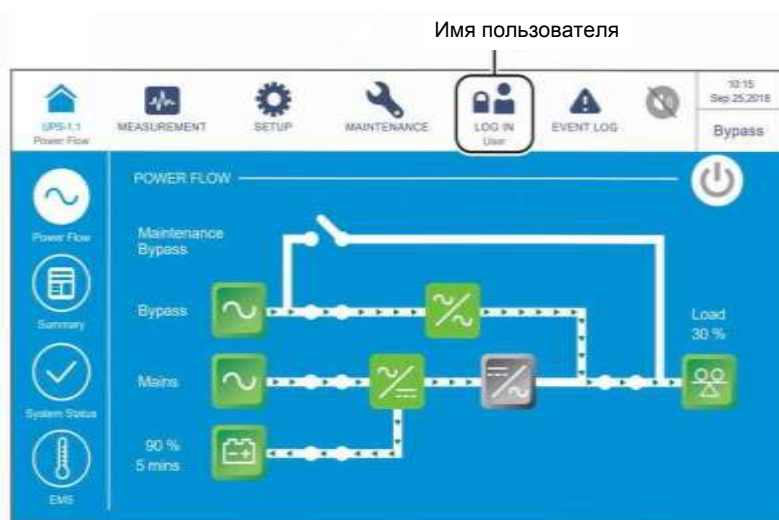 Имя пользователя
10:15
Sep 25,2018
UPS-1.1
Power Flow
MEASUREMENT
SETUP
MAINTENANCE
LOG IN
User
EVENT LOG
Bypass
POWER FLOW
Power Flow
Maintenance
Bypass
Summary
Bypass
Load
30 %
Mains
System Status
90 %
5 mins
EMS